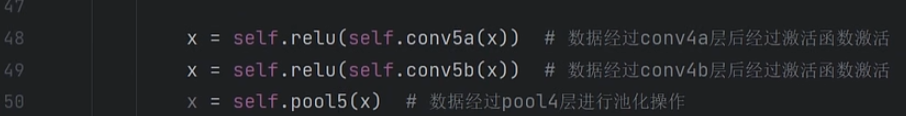 47
48 x = self.relu(self.conv5a(x)) # 数据经过conv4a层后经过激活函数激活
49 x = self.relu(self.conv5b(x)) # 数据经过conv4b层后经过激活函数激活
50 x = self.pool5(x) # 数据经过pool4层进行池化操作